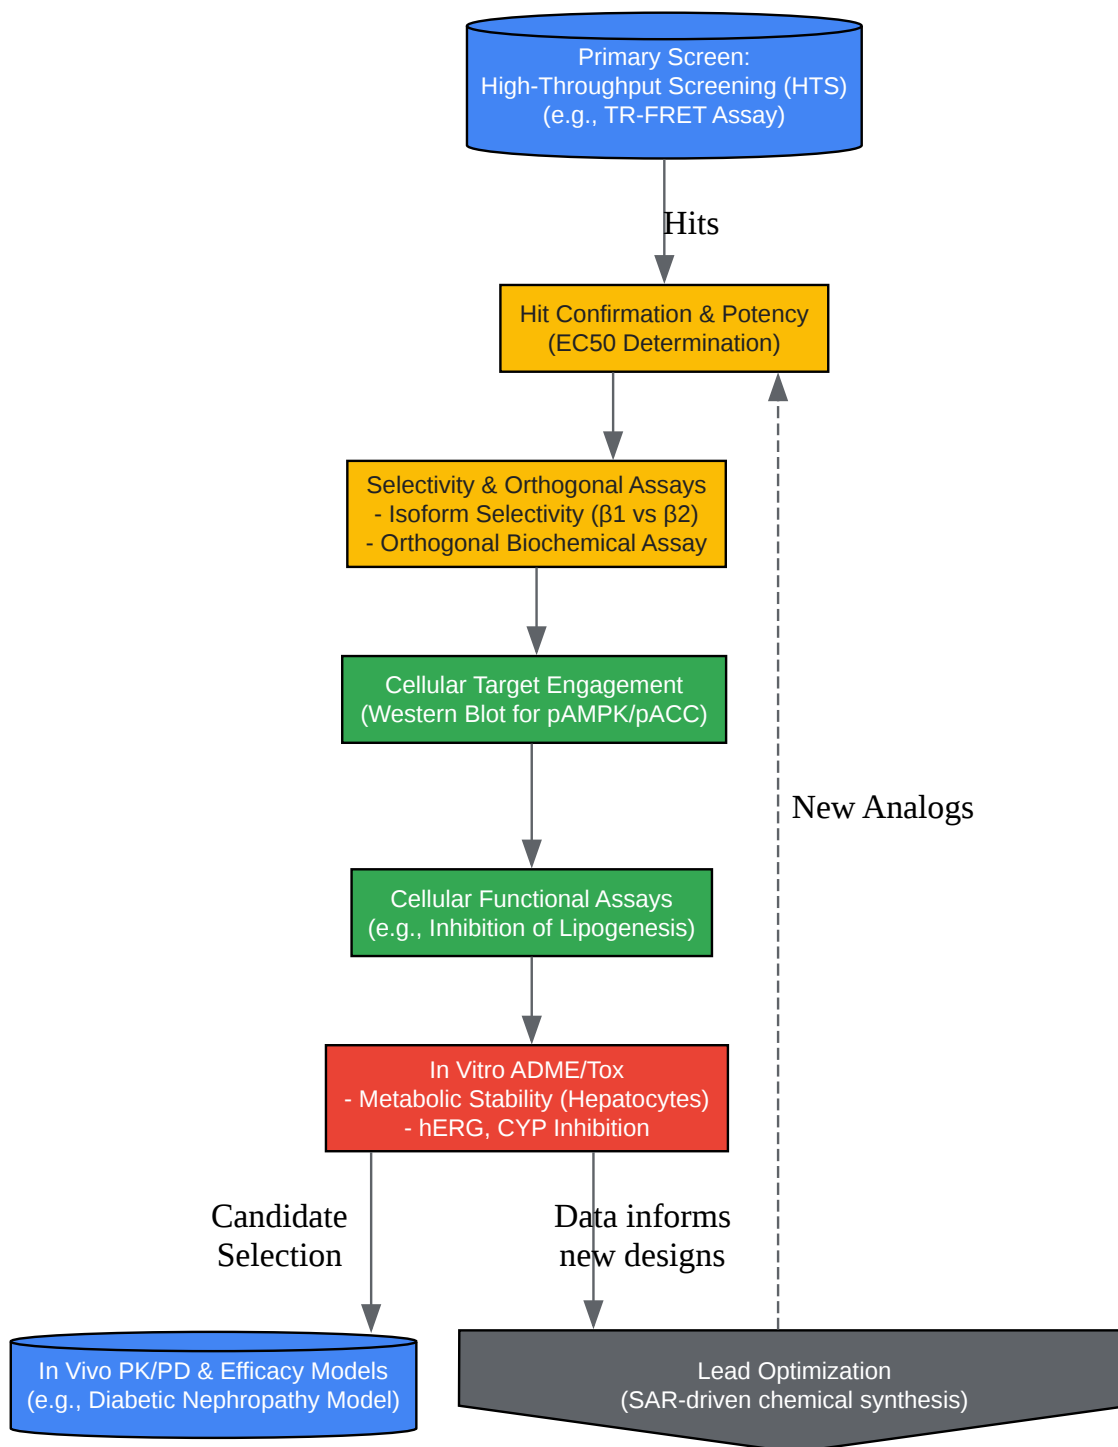 Primary Screen:
High-Throughput Screening (HTS)
(e.g., TR-FRET Assay)
Hits
Hit Confirmation & Potency
(EC50 Determination)
Selectivity & Orthogonal Assays
- Isoform Selectivity (β1 vs β2)
- Orthogonal Biochemical Assay
Cellular Target Engagement
(Western Blot for pAMPK/pACC)
New Analogs
Cellular Functional Assays
(e.g., Inhibition of Lipogenesis)
In Vitro ADME/Tox
- Metabolic Stability (Hepatocytes)
- hERG, CYP Inhibition
Candidate
Selection
Data informs
new designs
In Vivo PK/PD & Efficacy Models
(e.g., Diabetic Nephropathy Model)
Lead Optimization
(SAR-driven chemical synthesis)